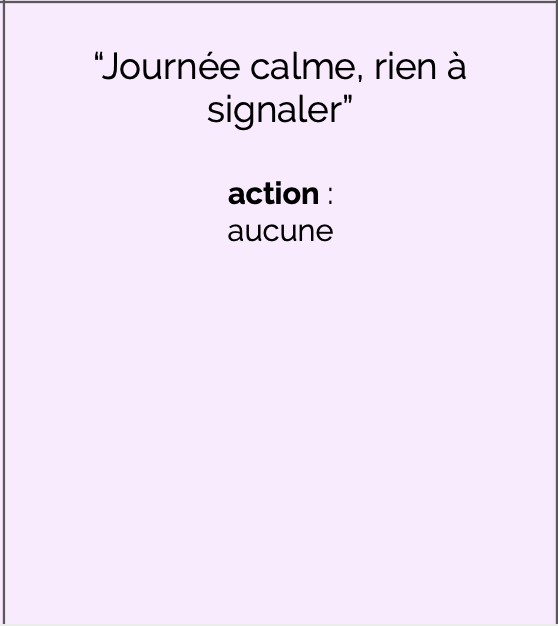 “Journée calme, rien à
signaler”
action :
aucune